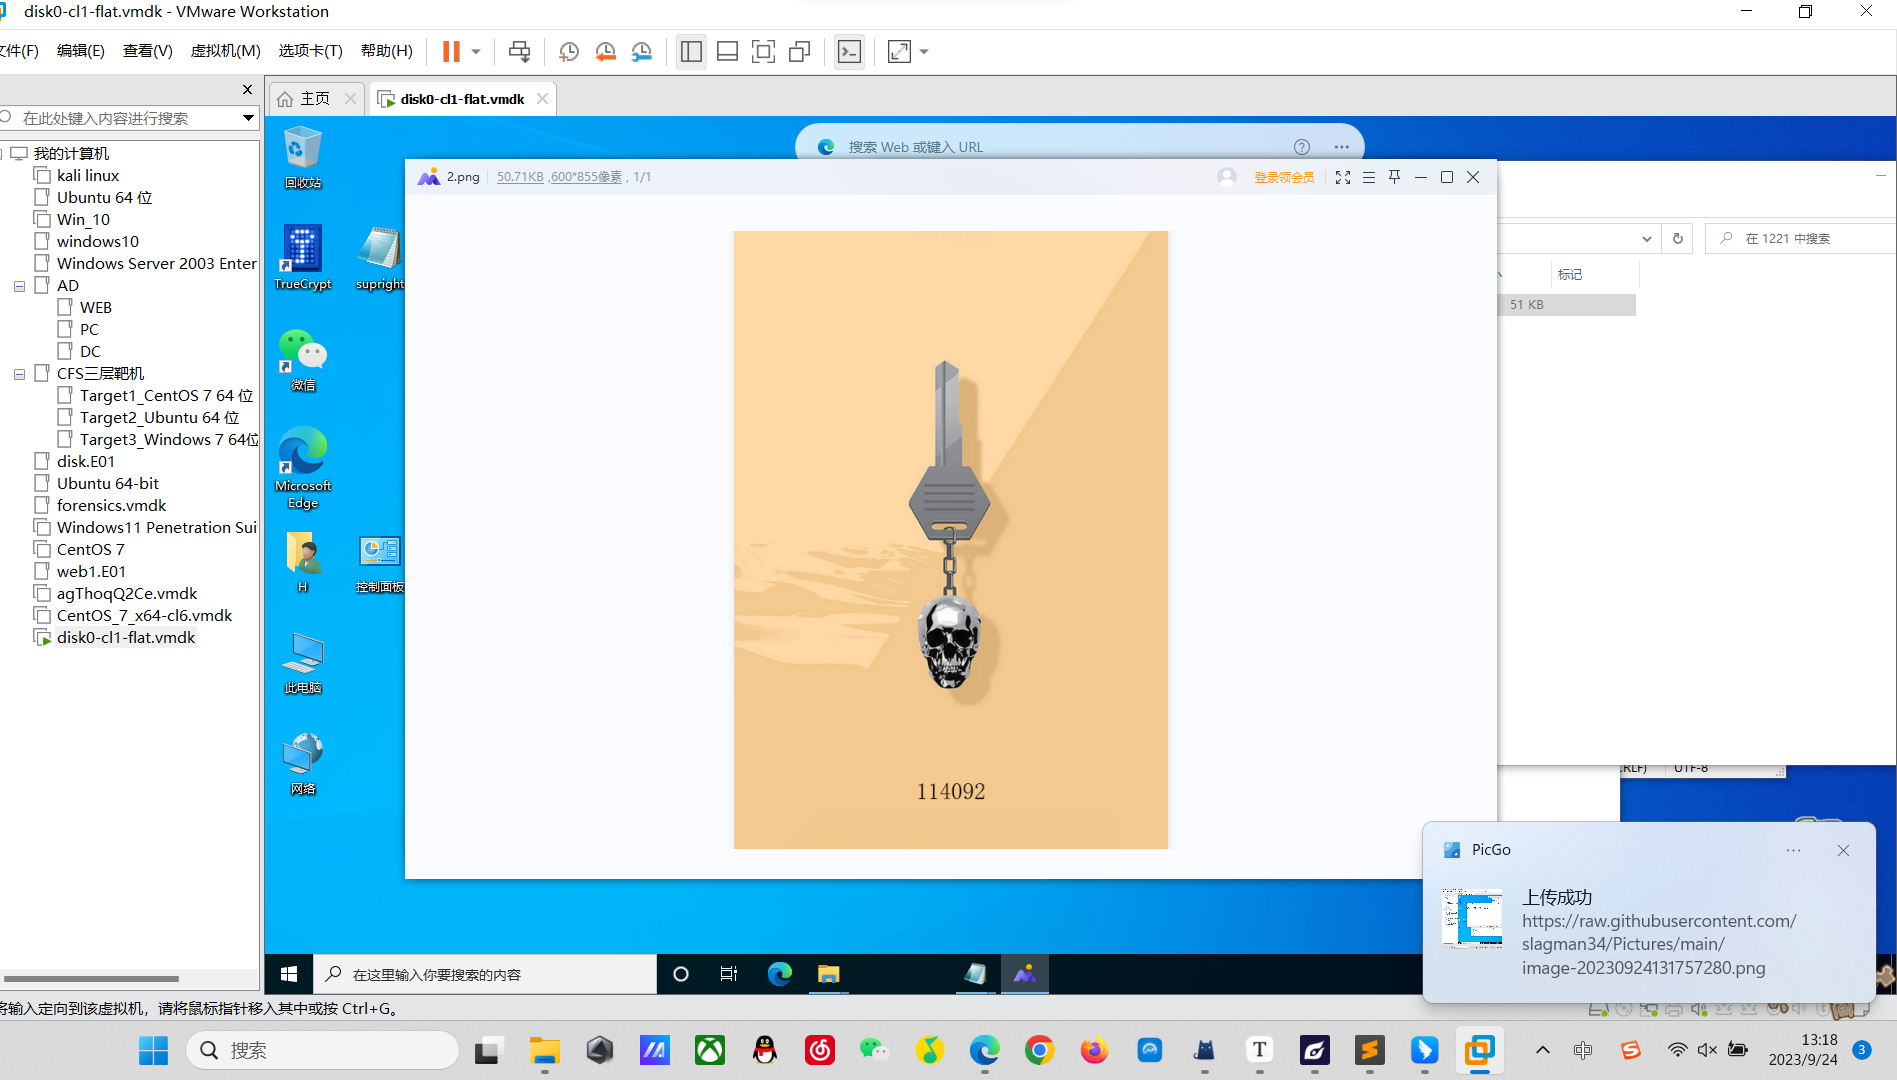 disk0-cl1-flat.vmdk - VMware Workstation
文件(F) 编辑(E) 查看(V) 虚拟机(M) 选项卡(T) 帮助(H)
主页
disk0-cl1-flat.vmdk
在此处键入内容进行搜索
我的计算机
kali linux
Ubuntu 64 位
Win_10
windows10
Windows Server 2003 Enter
AD
WEB
PC
DC
CFS三层靶机
Target1_CentOS 7 64 位
Target2_Ubuntu 64 位
Target3_Windows 7 64位
disk.E01
Ubuntu 64-bit
forensics.vmdk
Windows11 Penetration Sui
CentOS 7
web1.E01
agThoqQ2Ce.vmdk
CentOS_7_x64-cl6.vmdk
disk0-cl1-flat.vmdk
回收站
TrueCrypt
supright
微信
Microsoft
Edge
H
控制面板
此电脑
网络
搜索 Web 或键入 URL
2.png 50.71KB ,600*855像素 , 1/1
登录领会员
114092
在 1221 中搜索
标记
51 KB
CRLF) UTF-8
PicGo
上传成功
https://raw.githubusercontent.com/
slagman34/Pictures/main/
image-20230924131757280.png
在这里输入你要搜索的内容
将输入定向到该虚拟机，请将鼠标指针移入其中或按 Ctrl+G。
搜索
中
13:18
2023/9/24
3